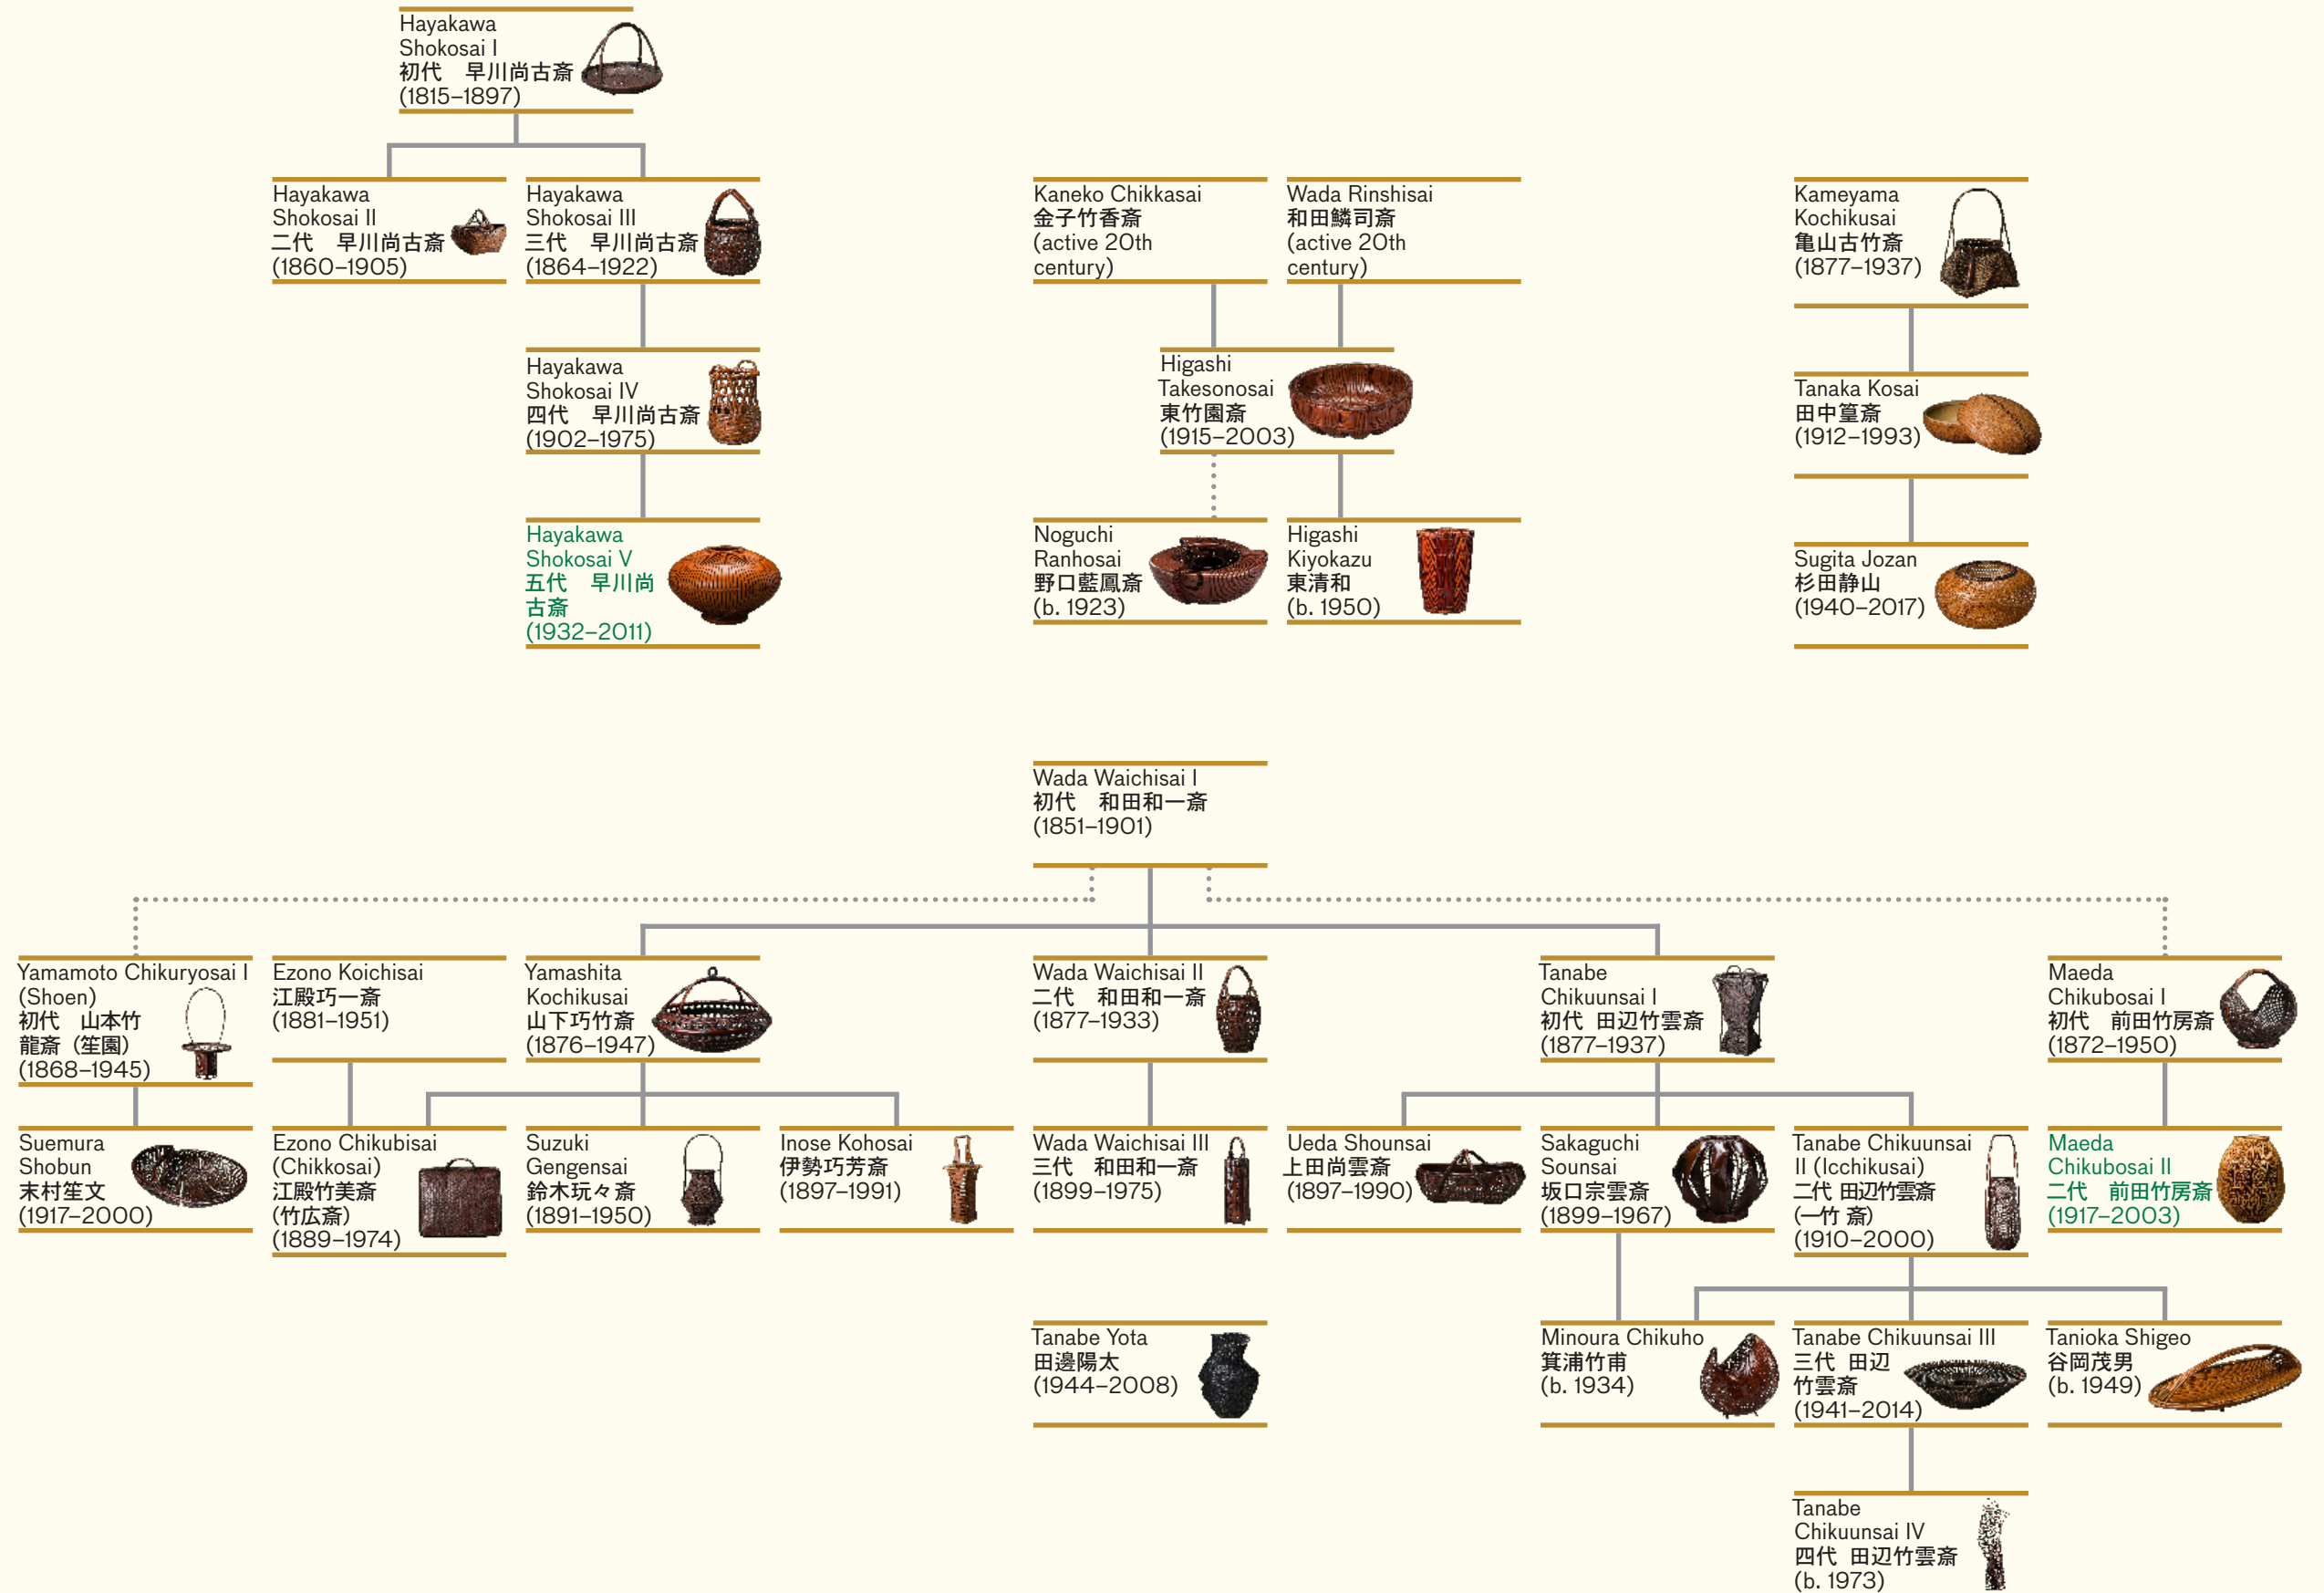 Hayakawa
Shokosai I
初代　早川尚古斎
(1815–1897)
Hayakawa
Shokosai II
二代　早川尚古斎
(1860–1905)
Hayakawa
Shokosai III
三代　早川尚古斎
(1864–1922)
Kaneko Chikkasai
金子竹香斎
(active 20th
century)
Wada Rinshisai
和田鱗司斎
(active 20th
century)
Kameyama
Kochikusai
亀山古竹斎
(1877–1937)
Hayakawa
Shokosai IV
四代　早川尚古斎
(1902–1975)
Higashi
Takesonosai
東竹園斎
(1915–2003)
Tanaka Kosai
田中篁斎
(1912–1993)
Hayakawa
Shokosai V
五代　早川尚
古斎
(1932–2011)
Noguchi
Ranhosai
野口藍鳳斎
(b. 1923)
Higashi
Kiyokazu
東清和
(b. 1950)
Sugita Jozan
杉田静山
(1940–2017)
Wada Waichisai I
初代　和田和一斎
(1851–1901)
Yamamoto Chikuryosai I
(Shoen)
初代　山本竹
龍斎（笙園）
(1868–1945)
Ezono Koichisai
江殿巧一斎
(1881–1951)
Yamashita
Kochikusai
山下巧竹斎
(1876–1947)
Wada Waichisai II
二代　和田和一斎
(1877–1933)
Tanabe
Chikuunsai I
初代 田辺竹雲斎
(1877–1937)
Maeda
Chikubosai I
初代　前田竹房斎
(1872–1950)
Suemura
Shobun
末村笙文
(1917–2000)
Ezono Chikubisai
(Chikkosai)
江殿竹美斎
(竹広斎)
(1889–1974)
Suzuki
Gengensai
鈴木玩々斎
(1891–1950)
Inose Kohosai
伊勢巧芳斎
(1897–1991)
Wada Waichisai III
三代　和田和一斎
(1899–1975)
Ueda Shounsai
上田尚雲斎
(1897–1990)
Sakaguchi
Sounsai
坂口宗雲斎
(1899–1967)
Tanabe Chikuunsai
II (Icchikusai)
二代 田辺竹雲斎
(一竹 斎)
(1910–2000)
Maeda
Chikubosai II
二代　前田竹房斎
(1917–2003)
Tanabe Yota
田邊陽太
(1944–2008)
Minoura Chikuho
箕浦竹甫
(b. 1934)
Tanabe Chikuunsai III
三代 田辺
竹雲斎
(1941–2014)
Tanioka Shigeo
谷岡茂男
(b. 1949)
Tanabe
Chikuunsai IV
四代 田辺竹雲斎
(b. 1973)